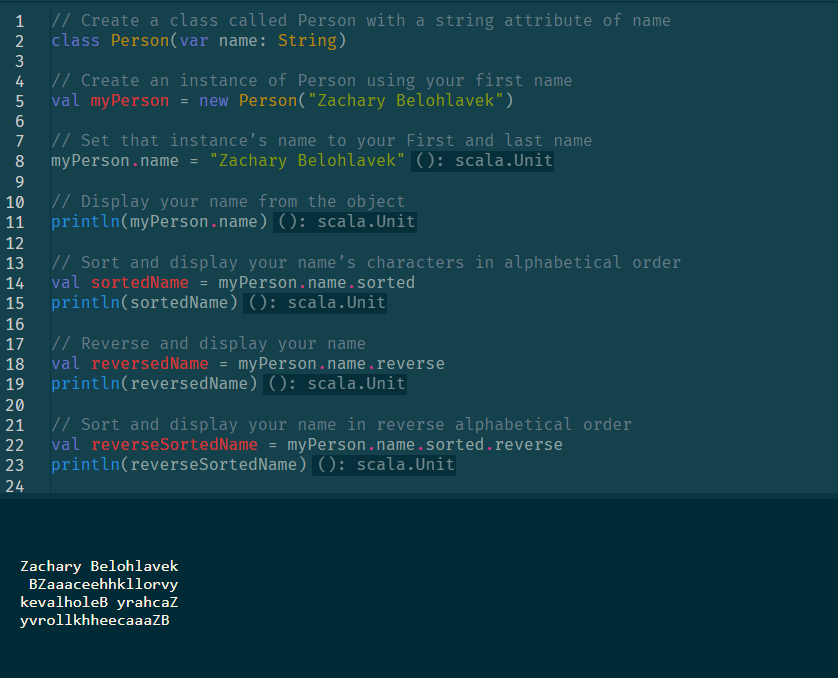 1 // Create a class called Person with a string attribute of name
2 class Person(var name: String)
3
4 // Create an instance of Person using your first name
5 val myPerson = new Person("Zachary Belohlavek")
6
7 // Set that instance's name to your First and last name
8 myPerson.name = "Zachary Belohlavek" (): scala.Unit
9
10 // Display your name from the object
11 println(myPerson.name) (): scala.Unit
12
13 // Sort and display your name's characters in alphabetical order
14 val sortedName = myPerson.name.sorted
15 println(sortedName) (): scala.Unit
16
17 // Reverse and display your name
18 val reversedName = myPerson.name.reverse
19 println(reversedName) (): scala.Unit
20
21 // Sort and display your name in reverse alphabetical order
22 val reverseSortedName = myPerson.name.sorted.reverse
23 println(reverseSortedName) (): scala.Unit
24
Zachary Belohlavek
 BZaaaceehhkllorvy
kevalholeB yrahcaZ
yvrollkhheecaaaZB